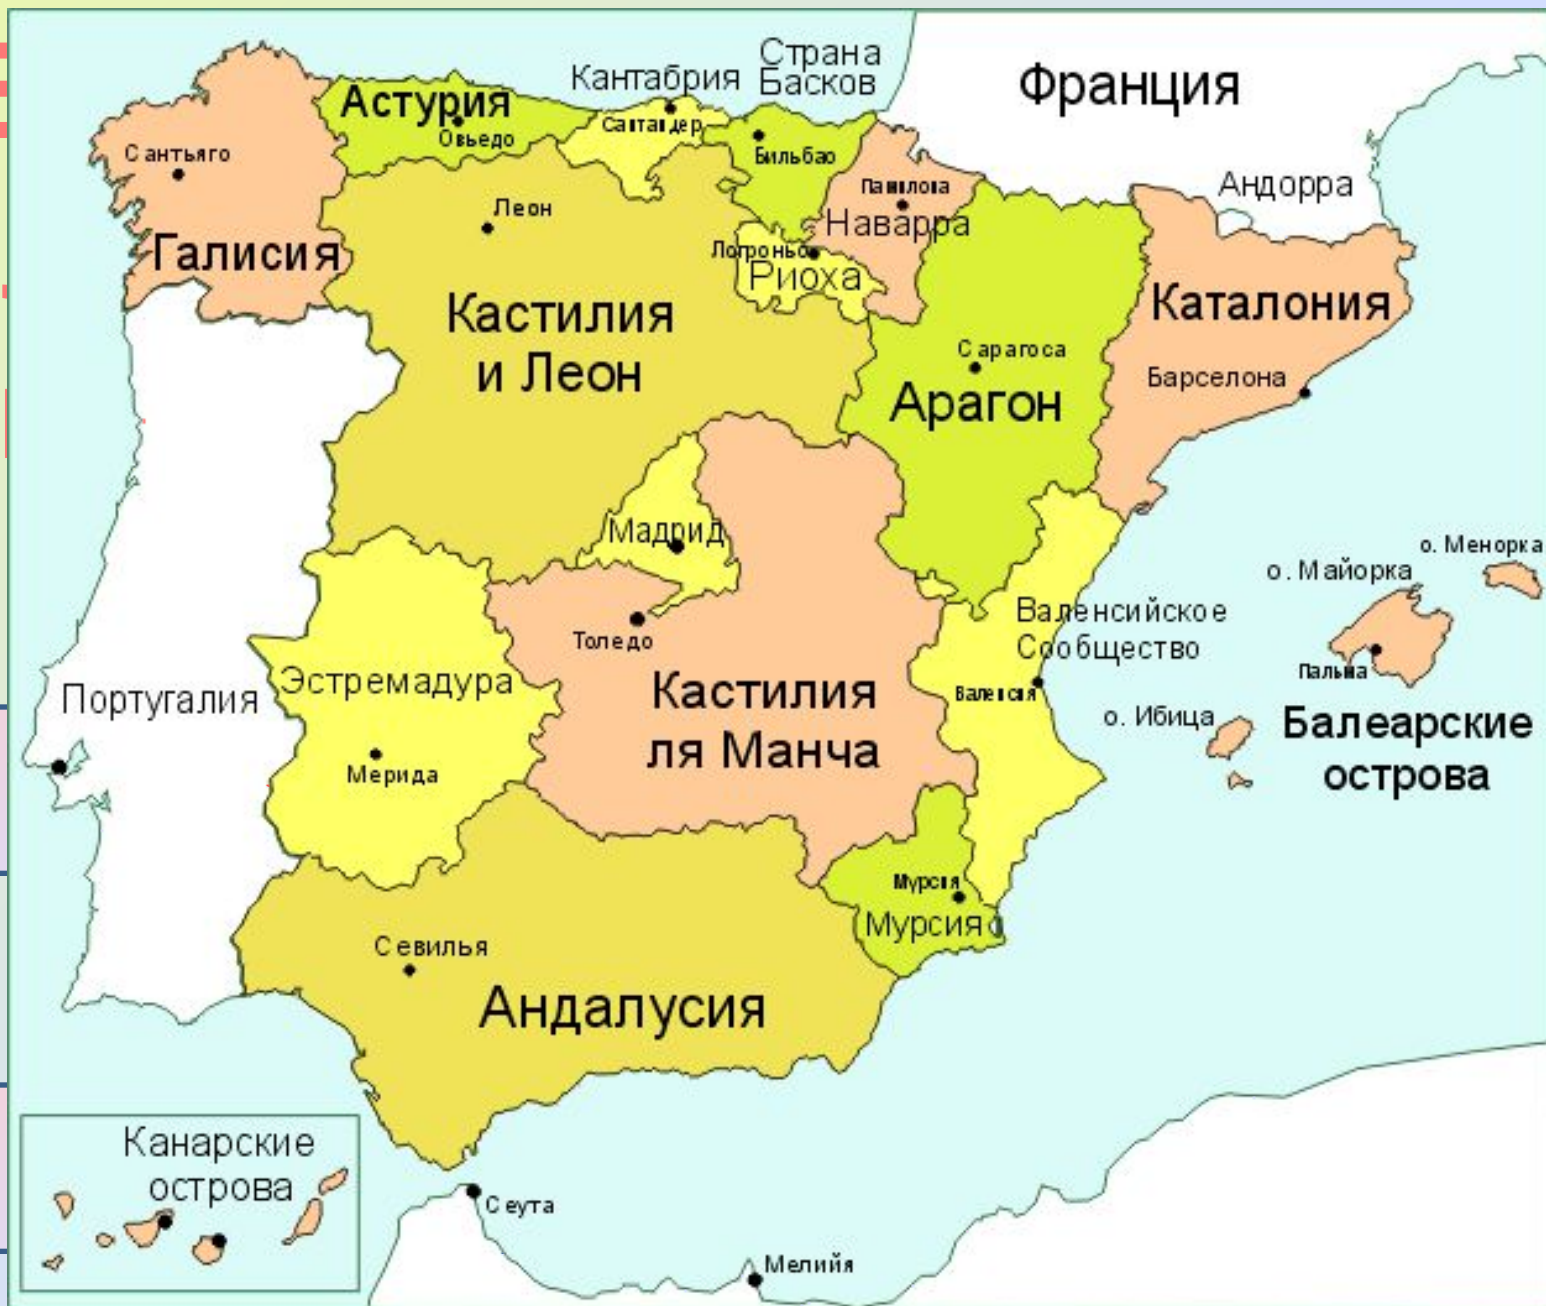 Страна
Басков
Кантабрия
Франция
Астурия
Сантандер
Овьедо
Бильбао
Сантьяго
Памплона
Андорра
Леон
Наварра
Галисия
Логроньо
Риоха
Кастилия
и Леон
Каталония
Сарагоса
Барселона
Арагон
Мадрид
о. Менорка
о. Майорка
Валенсийское
Сообщество
Толедо
Пальма
Эстремадура
Португалия
Кастилия
ля Манча
Валенсия
о. Ибица
Балеарские
острова
Мерида
Мурсия
Мурсия
Севилья
Андалусия
Канарские
острова
Сеута
Мелийя